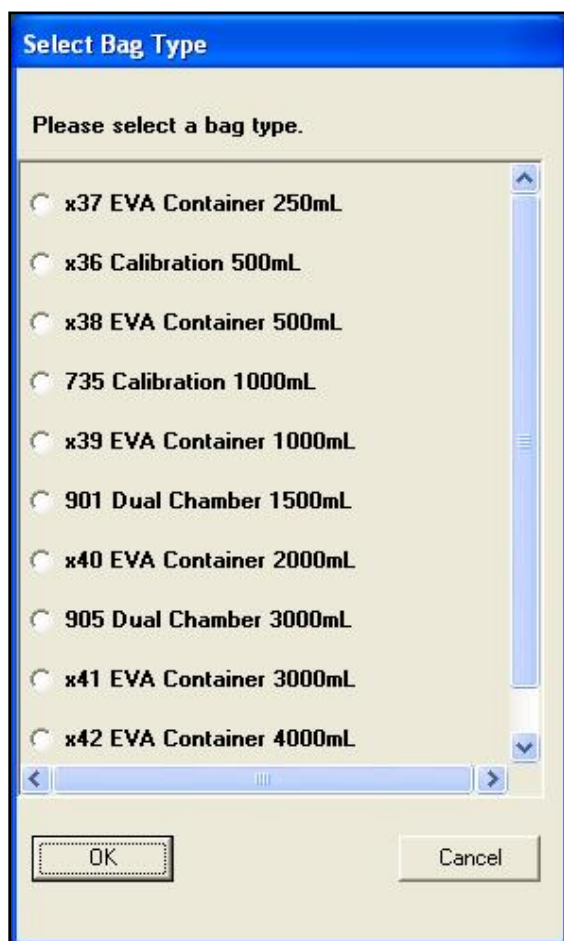 Select Bag Type
Please select a bag type.
x37 EVA Container 250mL
x36 Calibration 500mL
x38 EVA Container 500mL
735 Calibration 1000mL
x39 EVA Container 1000mL
901 Dual Chamber 1500mL
x40 EVA Container 2000mL
905 Dual Chamber 3000mL
x41 EVA Container 3000mL
x42 EVA Container 4000mL
OK Cancel